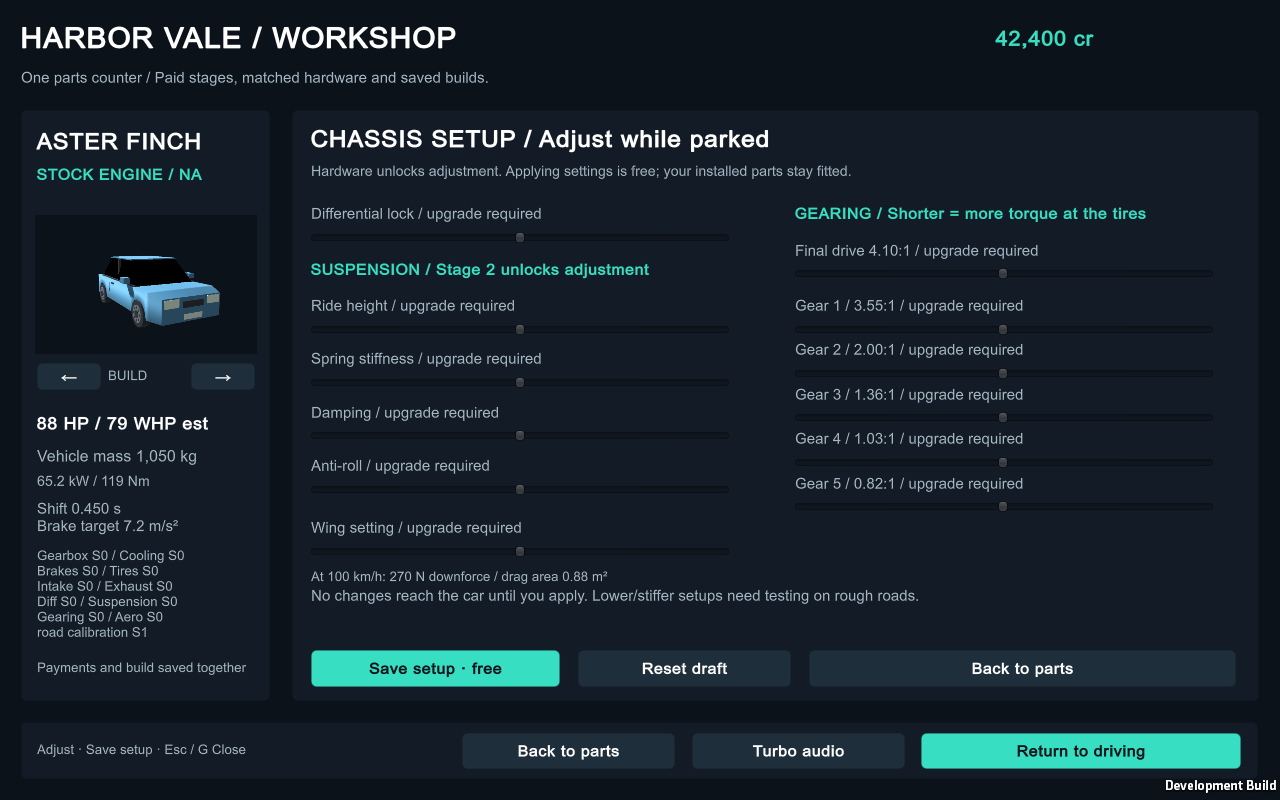 HARBOR VALE / WORKSHOP
42,400 cr
One parts counter / Paid stages, matched hardware and saved builds.
ASTER FINCH
STOCK ENGINE / NA
← BUILD →
88 HP / 79 WHP est
Vehicle mass 1,050 kg
65.2 kW / 119 Nm
Shift 0.450 s
Brake target 7.2 m/s²
Gearbox S0 / Cooling S0
Brakes S0 / Tires S0
Intake S0 / Exhaust S0
Diff S0 / Suspension S0
Gearing S0 / Aero S0
road calibration S1
Payments and build saved together
CHASSIS SETUP / Adjust while parked
Hardware unlocks adjustment. Applying settings is free; your installed parts stay fitted.
Differential lock / upgrade required
SUSPENSION / Stage 2 unlocks adjustment
Ride height / upgrade required
Spring stiffness / upgrade required
Damping / upgrade required
Anti-roll / upgrade required
Wing setting / upgrade required
At 100 km/h: 270 N downforce / drag area 0.88 m²
No changes reach the car until you apply. Lower/stiffer setups need testing on rough roads.
GEARING / Shorter = more torque at the tires
Final drive 4.10:1 / upgrade required
Gear 1 / 3.55:1 / upgrade required
Gear 2 / 2.00:1 / upgrade required
Gear 3 / 1.36:1 / upgrade required
Gear 4 / 1.03:1 / upgrade required
Gear 5 / 0.82:1 / upgrade required
Save setup · free
Reset draft
Back to parts
Adjust · Save setup · Esc / G Close
Back to parts
Turbo audio
Return to driving
Development Build